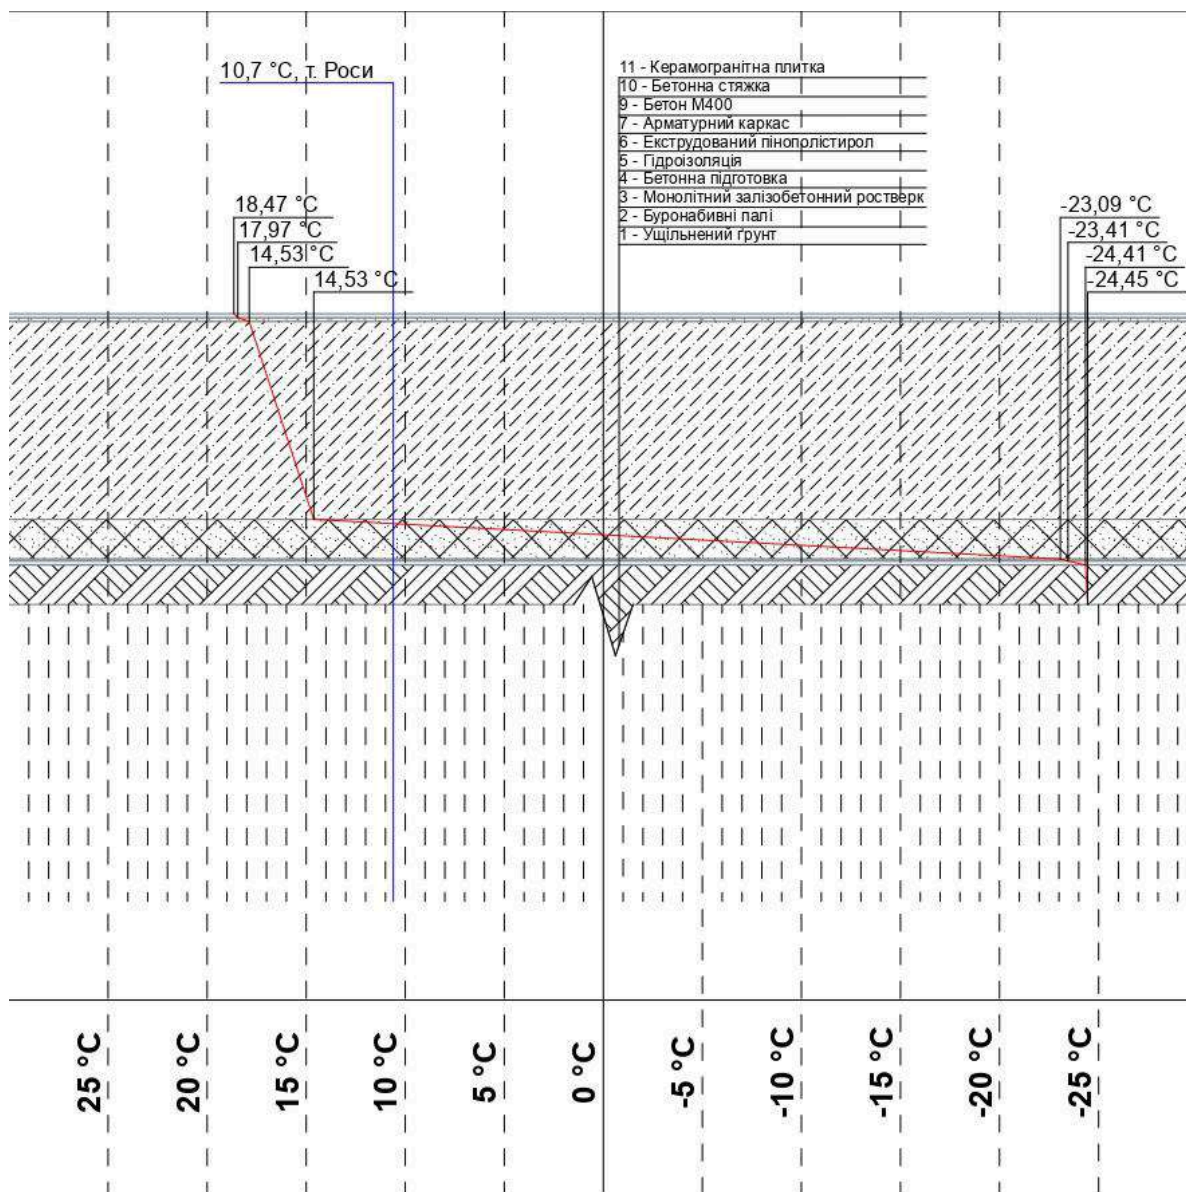 10,7 °C, т. Роси
11 - Керамогранітна плитка
10 - Бетонна стяжка
9 - Бетон М400
7 - Арматурний каркас
6 - Екструдований пінополістирол
5 - Гідроізоляція
4 - Бетонна підготовка
3 - Монолітний залізобетонний ростверк
2 - Буронабивні палі
1 - Ущільнений ґрунт
18,47 °C
17,97 °C
14,53 °C
14,53 °C
-23,09 °C
-23,41 °C
-24,41 °C
-24,45 °C
25 °C
20 °C
15 °C
10 °C
5 °C
0 °C
-5 °C
-10 °C
-15 °C
-20 °C
-25 °C